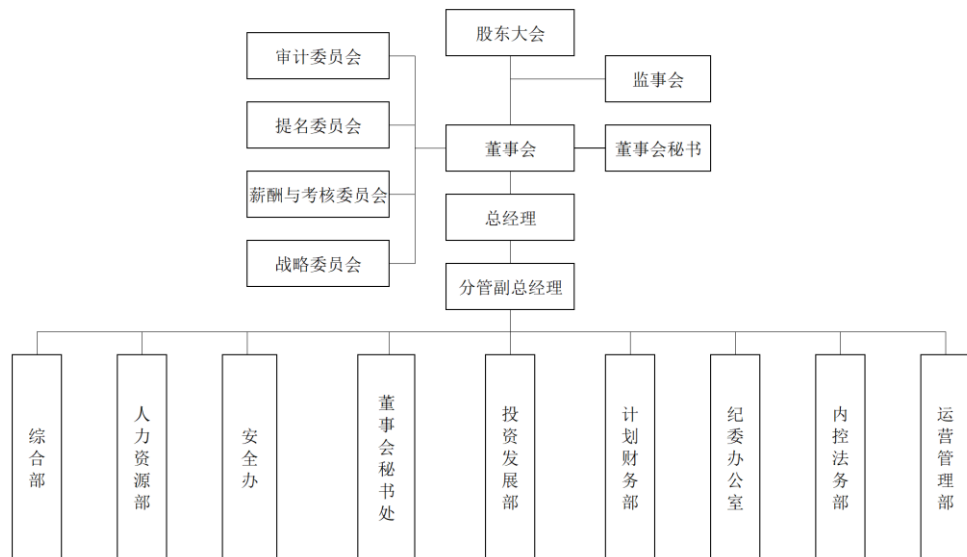 股东大会
审计委员会
监事会
提名委员会
董事会
董事会秘书
薪酬与考核委员会
总经理
战略委员会
分管副总经理
综合部
人力资源部
安全办
董事会秘书处
投资发展部
计划财务部
纪委办公室
内控法务部
运营管理部